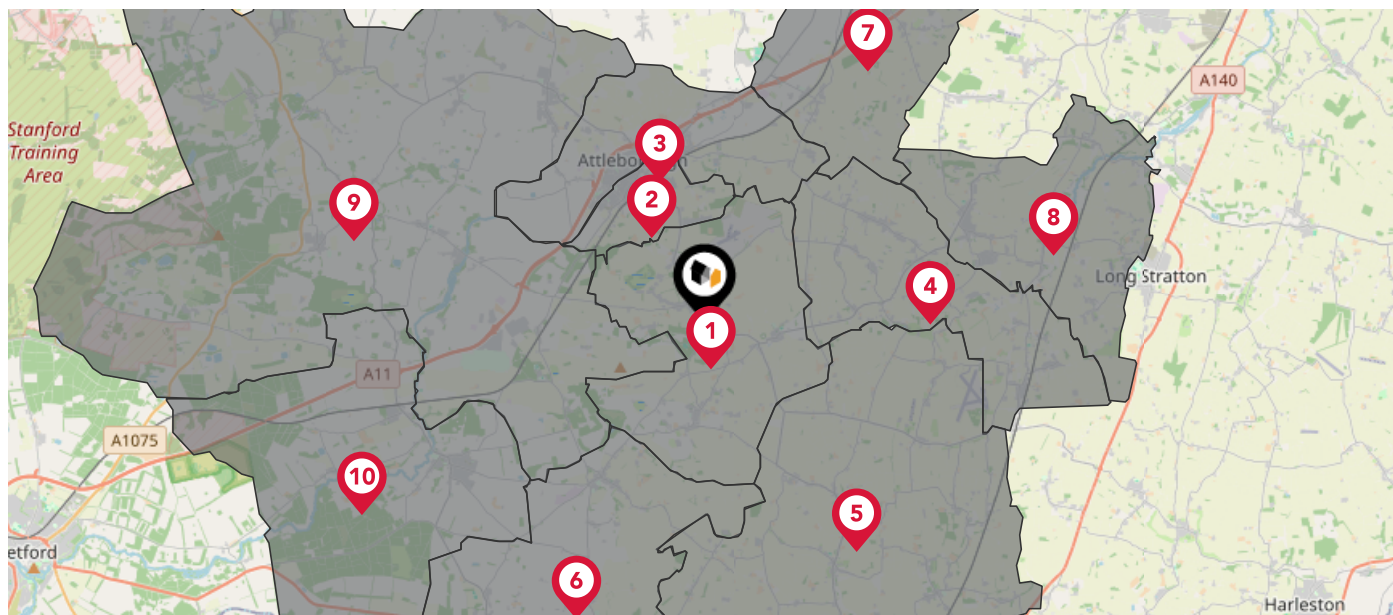 7
A140
Stanford
Training
Area
3
Attleborough
2
9
8
Long Stratton
4
1
A11
A1075
10
5
etford
6
Harleston